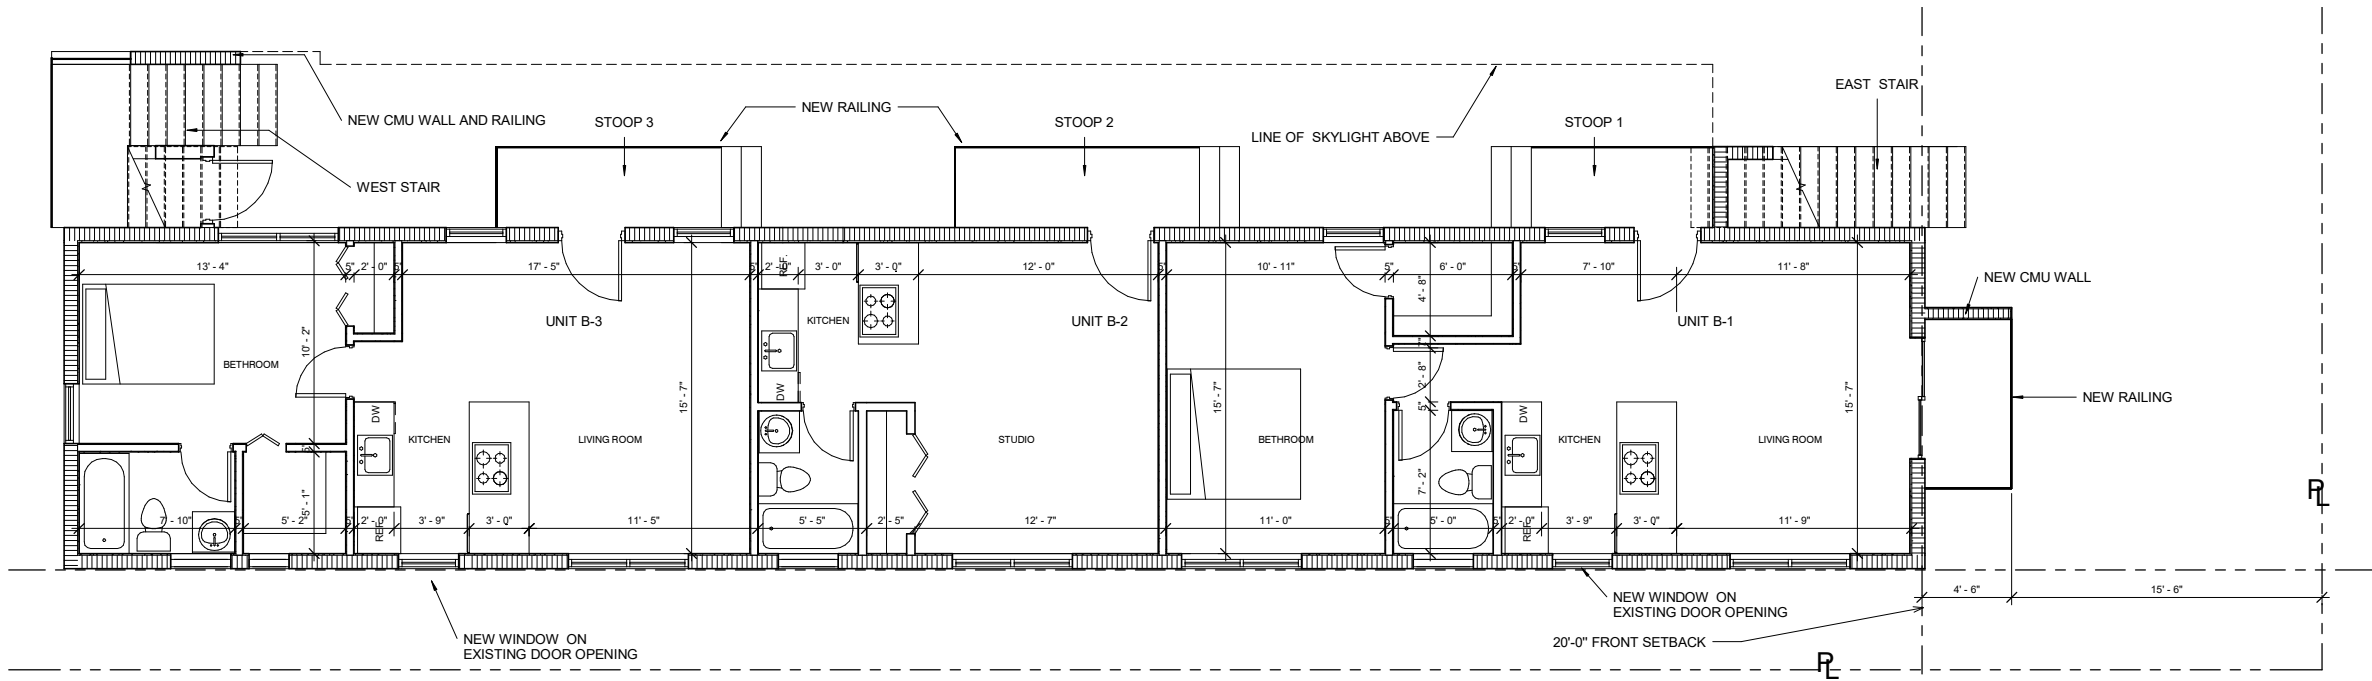 EAST STAIR
NEW RAILING
NEW CMU WALL AND RAILING
STOOP 3
STOOP 2
STOOP 1
LINE OF SKYLIGHT ABOVE
WEST STAIR
13' - 4"
5"
2' - 0"
5"
17' - 5"
5"
3' - 0"
3' - 0"
12' - 0"
5"
10' - 11"
5"
6' - 0"
5"
7' - 10"
11' - 8"
NEW CMU WALL
REF.
4' - 8"
UNIT B-3
KITCHEN
UNIT B-2
UNIT B-1
10' - 2"
BETHROOM
15' - 7"
DW
15' - 7"
2' - 8"
15' - 7"
NEW RAILING
DW
5"
DW
KITCHEN
LIVING ROOM
STUDIO
BETHROOM
KITCHEN
LIVING ROOM
5"
5' - 1"
7' - 2"
PL
7' - 10"
5"
5' - 2"
5"
2' - 0"
3' - 9"
3' - 0"
11' - 5"
5' - 5"
2' - 5"
12' - 7"
11' - 0"
5"
5' - 0"
5"
2' - 0"
3' - 9"
3' - 0"
11' - 9"
REF.
REF.
4' - 6"
15' - 6"
NEW WINDOW ON
EXISTING DOOR OPENING
NEW WINDOW ON
EXISTING DOOR OPENING
20'-0" FRONT SETBACK
PL